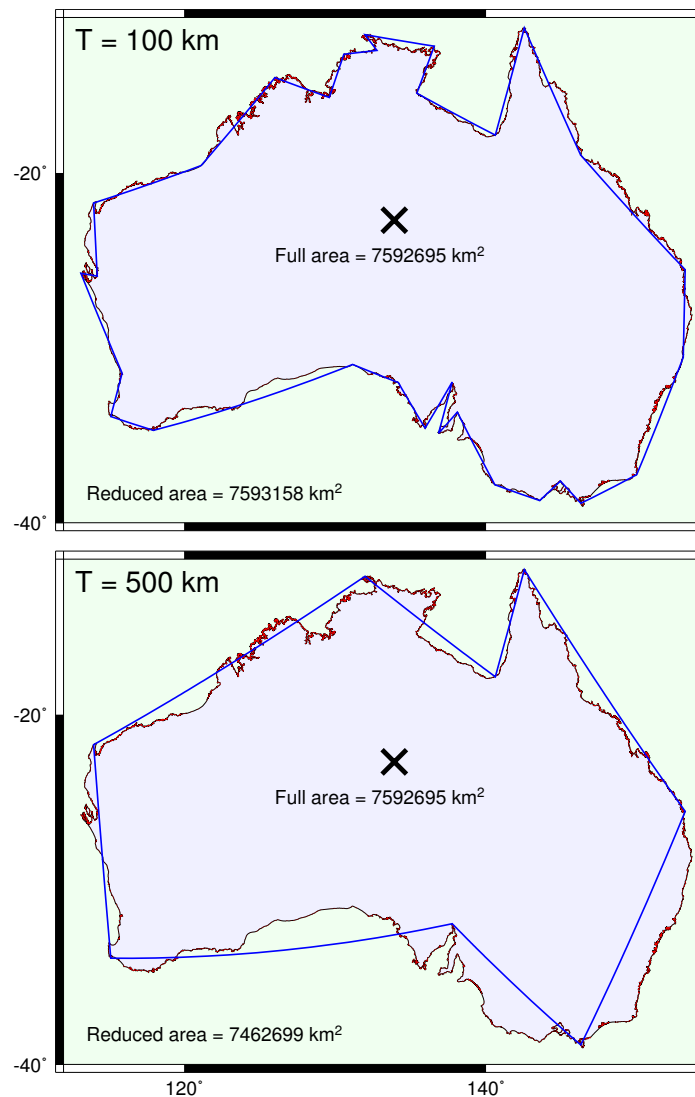 T = 100 km
-20˚
Full area = 7592695 km²
Reduced area = 7593158 km²
-40˚
T = 500 km
-20˚
Full area = 7592695 km²
Reduced area = 7462699 km²
-40˚
120˚ 140˚